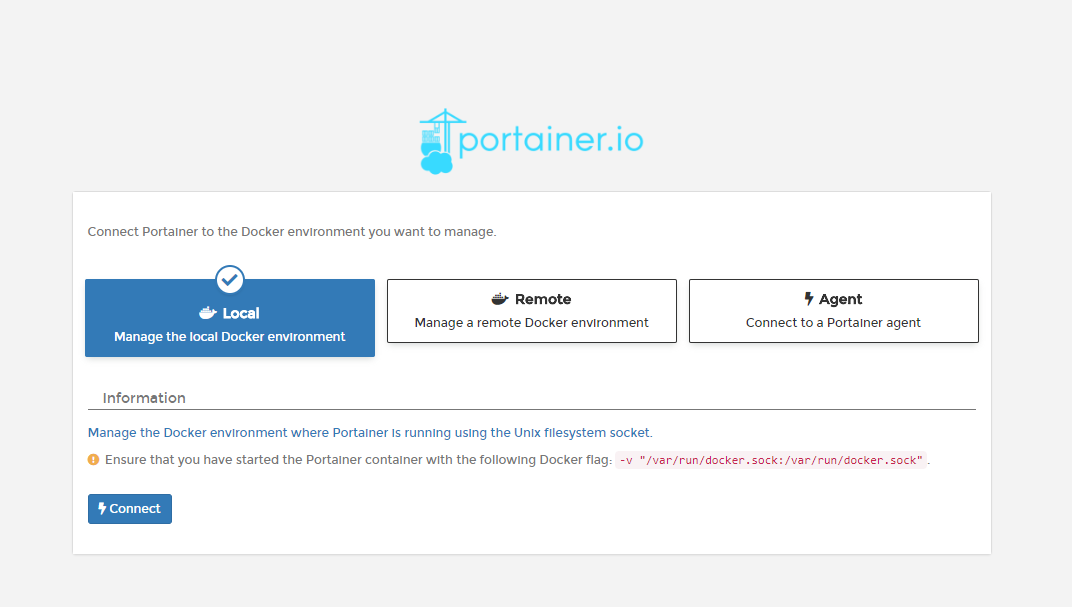 portainer.io
Connect Portainer to the Docker environment you want to manage.
Local
Manage the local Docker environment
Remote
Manage a remote Docker environment
Agent
Connect to a Portainer agent
Information
Manage the Docker environment where Portainer is running using the Unix filesystem socket.
Ensure that you have started the Portainer container with the following Docker flag: -v "/var/run/docker.sock:/var/run/docker.sock".
Connect